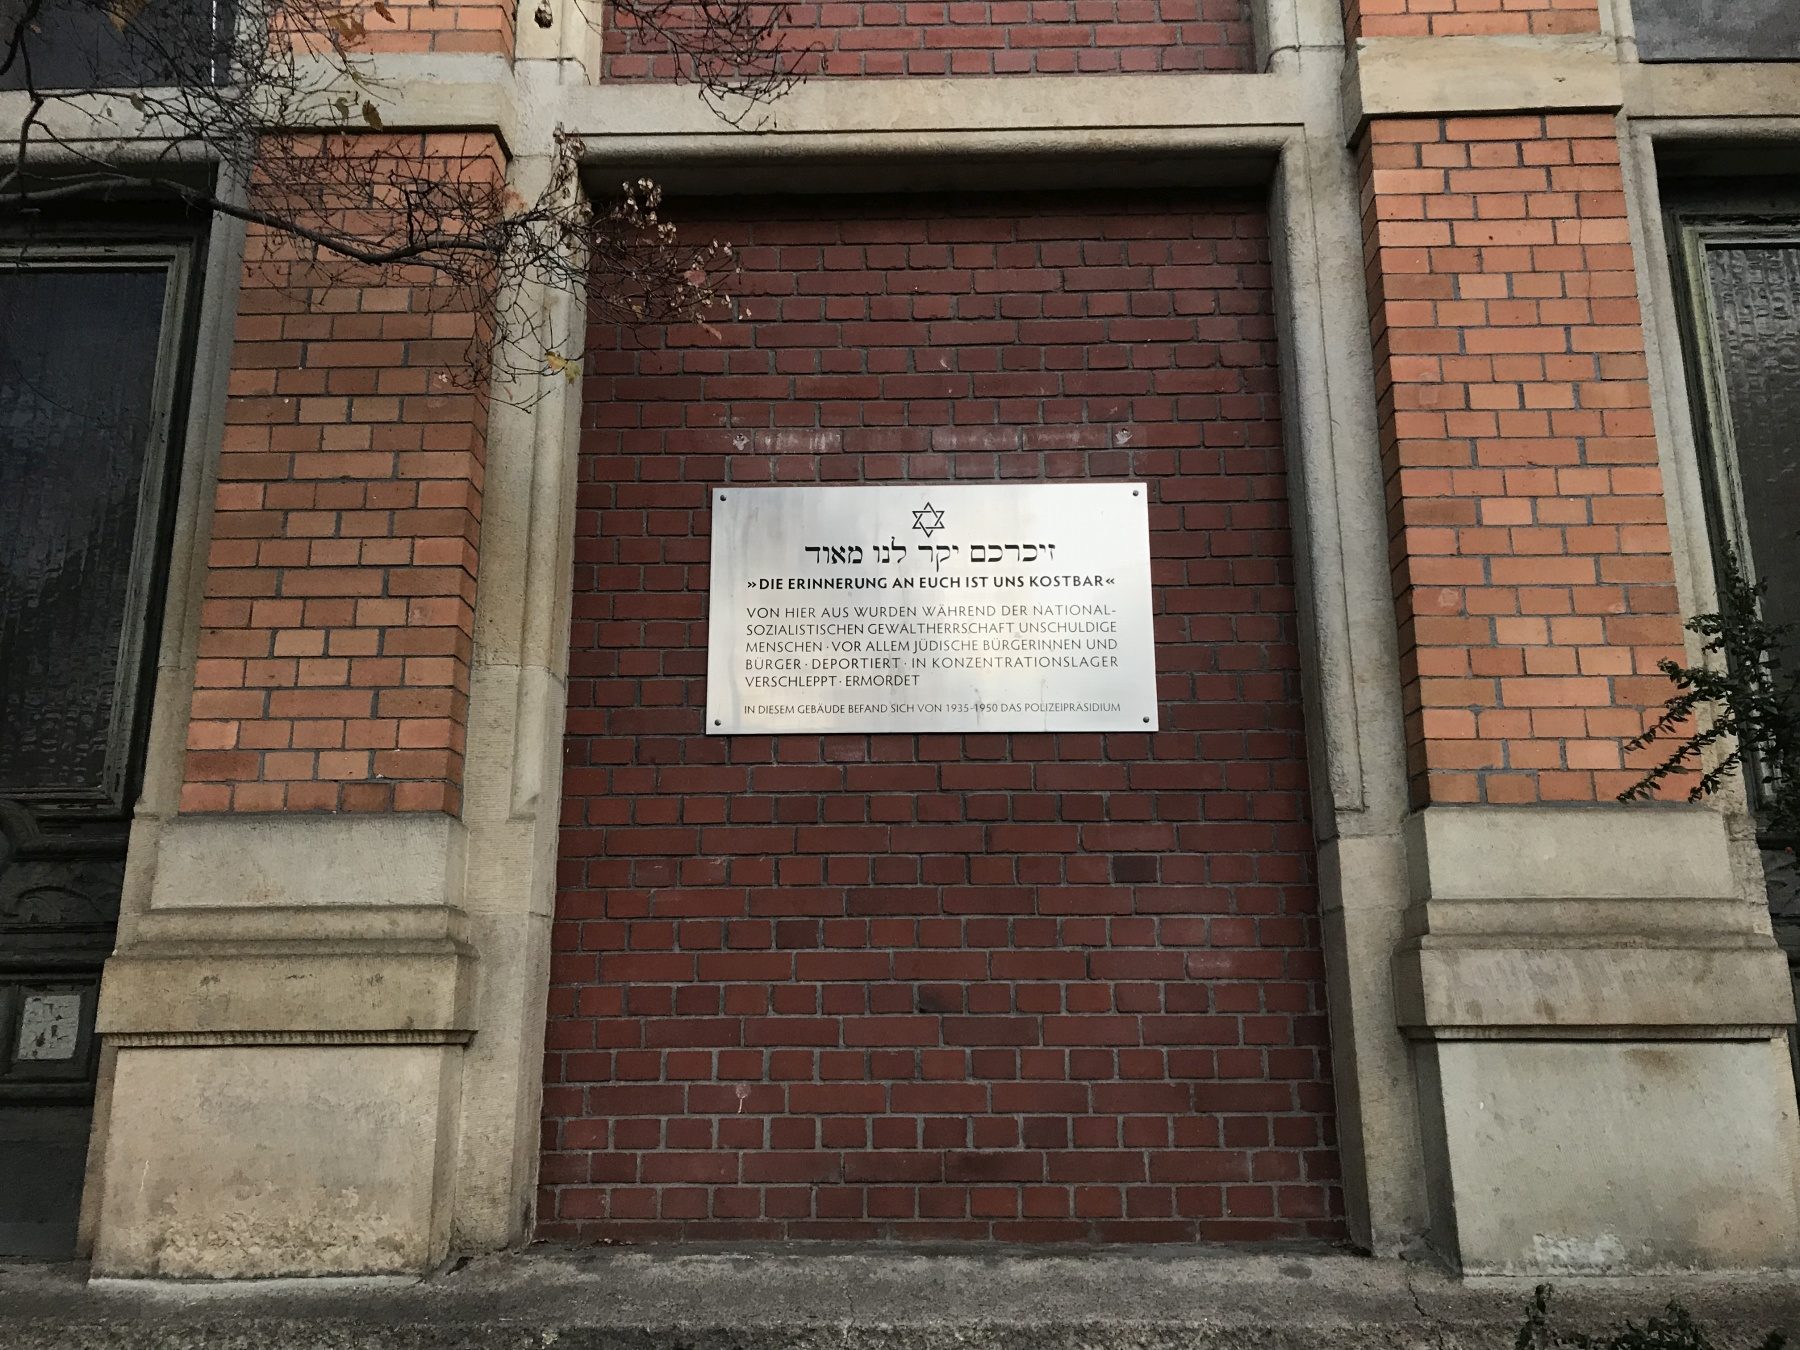 זיכרכם יקר לנו מאוד
»DIE ERINNERUNG AN EUCH IST UNS KOSTBAR«
VON HIER AUS WURDEN WÄHREND DER NATIONAL-
SOZIALISTISCHEN GEWALTHERRSCHAFT UNSCHULDIGE
MENSCHEN · VOR ALLEM JÜDISCHE BÜRGERINNEN UND
BÜRGER · DEPORTIERT · IN KONZENTRATIONSLAGER
VERSCHLEPPT · ERMORDET
IN DIESEM GEBÄUDE BEFAND SICH VON 1935-1950 DAS POLIZEIPRÄSIDIUM